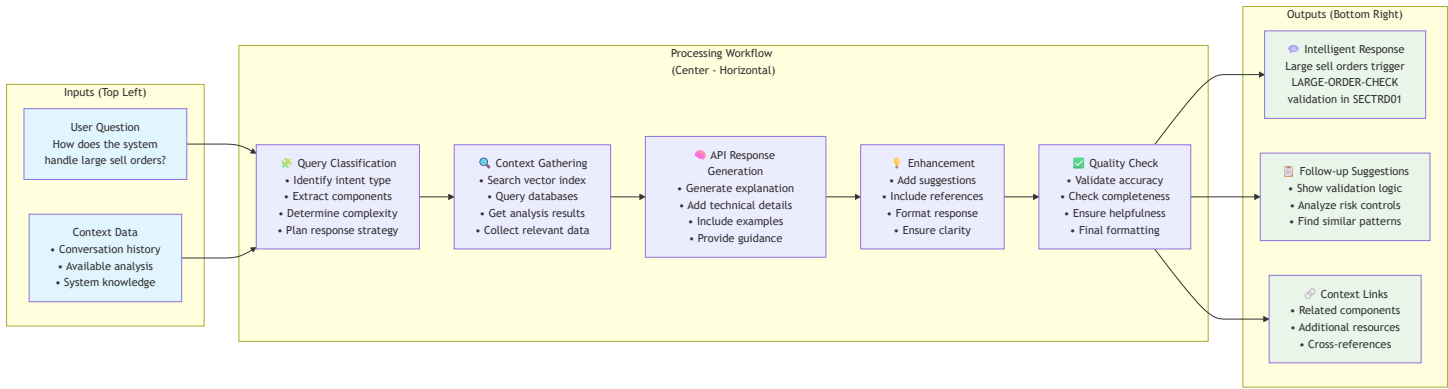 Inputs (Top Left)
User Question
How does the system
handle large sell orders?
Context Data
• Conversation history
• Available analysis
• System knowledge
Processing Workflow
(Center - Horizontal)
🧩 Query Classification
• Identify intent type
• Extract components
• Determine complexity
• Plan response strategy
🔍 Context Gathering
• Search vector index
• Query databases
• Get analysis results
• Collect relevant data
🧠 API Response
Generation
• Generate explanation
• Add technical details
• Include examples
• Provide guidance
💡 Enhancement
• Add suggestions
• Include references
• Format response
• Ensure clarity
✅ Quality Check
• Validate accuracy
• Check completeness
• Ensure helpfulness
• Final formatting
Outputs (Bottom Right)
💬 Intelligent Response
Large sell orders trigger
LARGE-ORDER-CHECK
validation in SECTRD01
📋 Follow-up Suggestions
• Show validation logic
• Analyze risk controls
• Find similar patterns
🔗 Context Links
• Related components
• Additional resources
• Cross-references